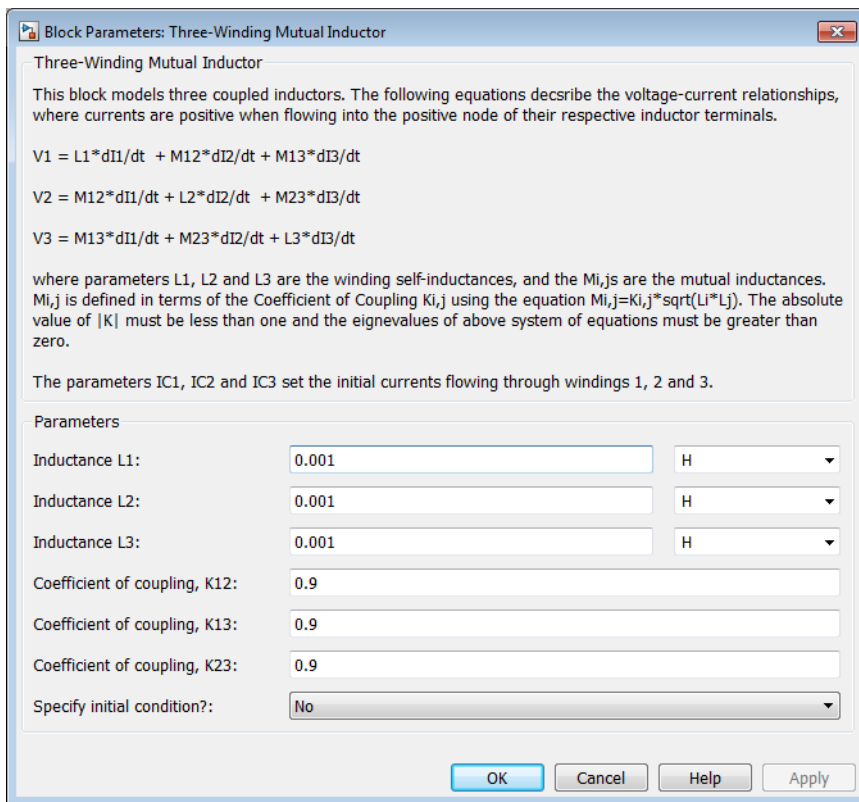 Block Parameters: Three-Winding Mutual Inductor
Three-Winding Mutual Inductor
This block models three coupled inductors. The following equations decsribe the voltage-current relationships,
where currents are positive when flowing into the positive node of their respective inductor terminals.
V1 = L1*dI1/dt + M12*dI2/dt + M13*dI3/dt
V2 = M12*dI1/dt + L2*dI2/dt + M23*dI3/dt
V3 = M13*dI1/dt + M23*dI2/dt + L3*dI3/dt
where parameters L1, L2 and L3 are the winding self-inductances, and the Mi,js are the mutual inductances.
Mi,j is defined in terms of the Coefficient of Coupling Ki,j using the equation Mi,j=Ki,j*sqrt(Li*Lj). The absolute
value of |K| must be less than one and the eignevalues of above system of equations must be greater than
zero.
The parameters IC1, IC2 and IC3 set the initial currents flowing through windings 1, 2 and 3.
Parameters
Inductance L1: 0.001 H
Inductance L2: 0.001 H
Inductance L3: 0.001 H
Coefficient of coupling, K12: 0.9
Coefficient of coupling, K13: 0.9
Coefficient of coupling, K23: 0.9
Specify initial condition?: No
OK Cancel Help Apply